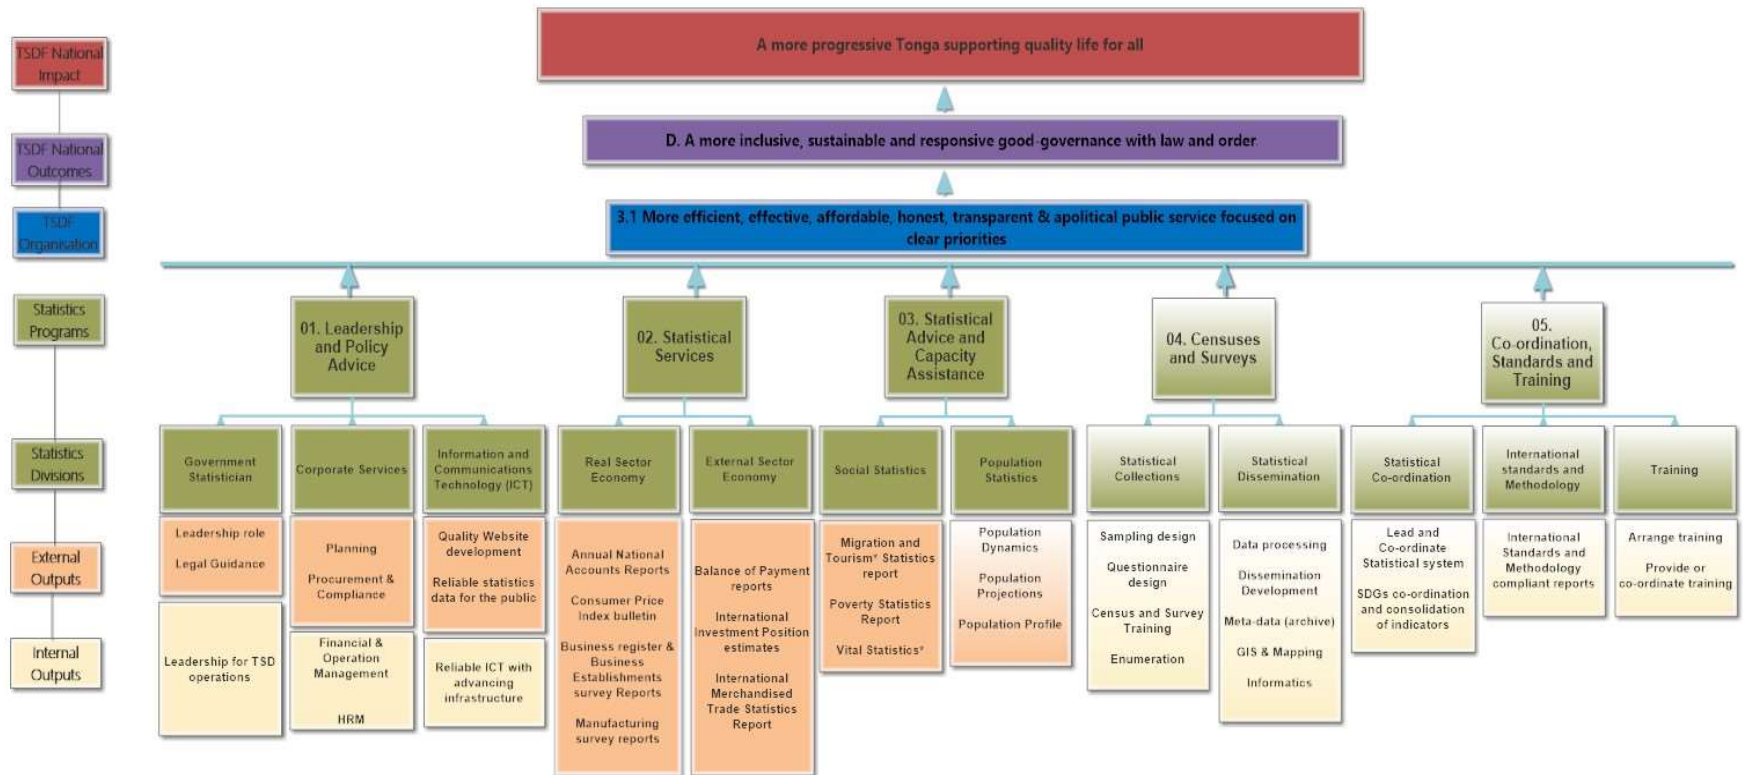 TSDF National
Impact
TSDF National
Outcomes
TSDF
Organisation
Statistics
Programs
Statistics
Divisions
External
Outputs
Internal
Outputs
A more progressive Tonga supporting quality life for all
D. A more inclusive, sustainable and responsive good-governance with law and order
3.1 More efficient, effective, affordable, honest, transparent & apolitical public service focused on
clear priorities
01. Leadership
and Policy
Advice
02. Statistical
Services
03. Statistical
Advice and
Capacity
Assistance
04. Censuses
and Surveys
05.
Co-ordination,
Standards and
Training
Government
Statistician
Corporate Services
Information and
Communications
Technology (ICT)
Real Sector
Economy
External Sector
Economy
Social Statistics
Population
Statistics
Statistical
Collections
Statistical
Dissemination
Statistical
Co-ordination
International
standards and
Methodology
Training
Leadership role
Legal Guidance
Leadership for TSD
operations
Planning
Procurement &
Compliance
Financial &
Operation
Management
HRM
Quality Website
development
Reliable statistics
data for the public
Reliable ICT with
advancing
infrastructure
Annual National
Accounts Reports
Consumer Price
Index bulletin
Business register &
Business
Establishments
survey Reports
Manufacturing
survey reports
Balance of Payment
reports
International
Investment Position
estimates
International
Merchandised
Trade Statistics
Report
Migration and
Tourism* Statistics
report
Poverty Statistics
Report
Vital Statistics*
Population
Dynamics
Population
Projections
Population Profile
Sampling design
Questionnaire
design
Census and Survey
Training
Enumeration
Data processing
Dissemination
Development
Meta-data (archive)
GIS & Mapping
Informatics
Lead and
Co-ordinate
Statistical system
SDGs co-ordination
and consolidation
of indicators
International
Standards and
Methodology
compliant reports
Arrange training
Provide or
co-ordinate training